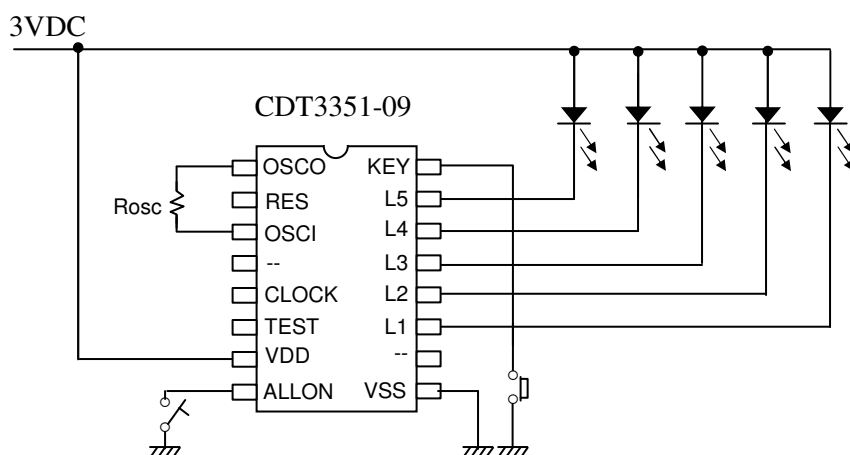 3VDC
CDT3351-09
OSCO
KEY
RES
L5
Rosc
OSCI
L4
--
L3
CLOCK
L2
TEST
L1
VDD
--
ALLON
VSS